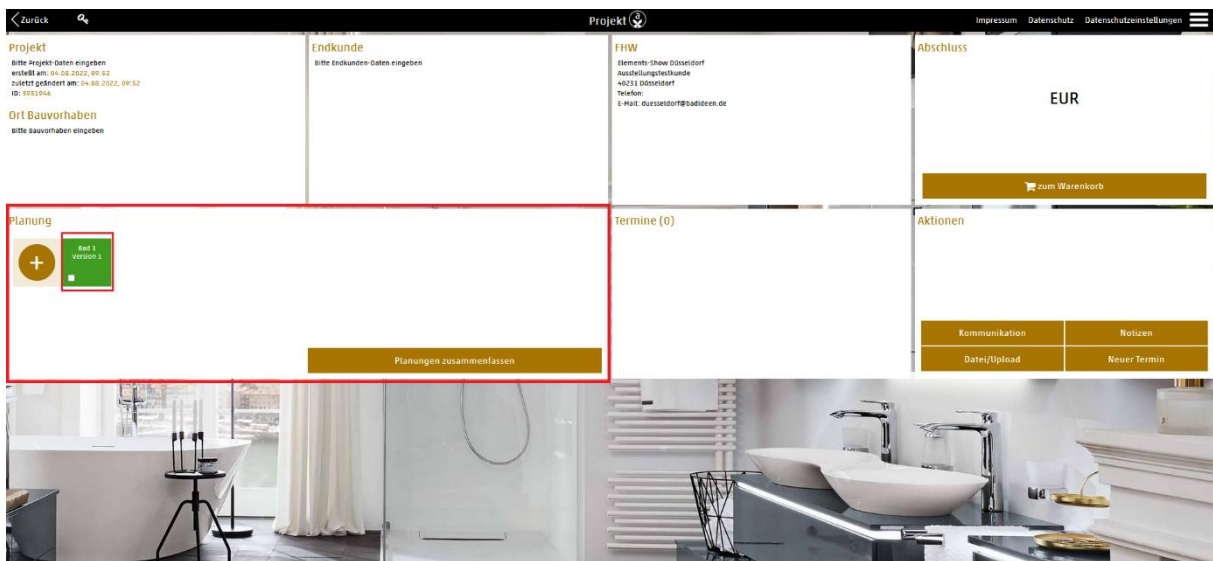 Zurück
Projekt
Impressum Datenschutz Datenschutzeinstellungen
Projekt
Bitte Projekt-Daten eingeben
erstellt am: 04.08.2022, 09:52
zuletzt geändert am: 04.08.2022, 09:52
ID: 3951946
Ort Bauvorhaben
Bitte Bauvorhaben eingeben
Endkunde
Bitte Endkunden-Daten eingeben
FHW
Elements-Show Düsseldorf
Ausstellungstestkunde
40231 Düsseldorf
Telefon:
E-Mail: duesseldorf@badideen.de
Abschluss
EUR
zum Warenkorb
Planung
+
Bad 1
Version 1
Planungen zusammenfassen
Termine (0)
Aktionen
Kommunikation
Notizen
Datei/Upload
Neuer Termin